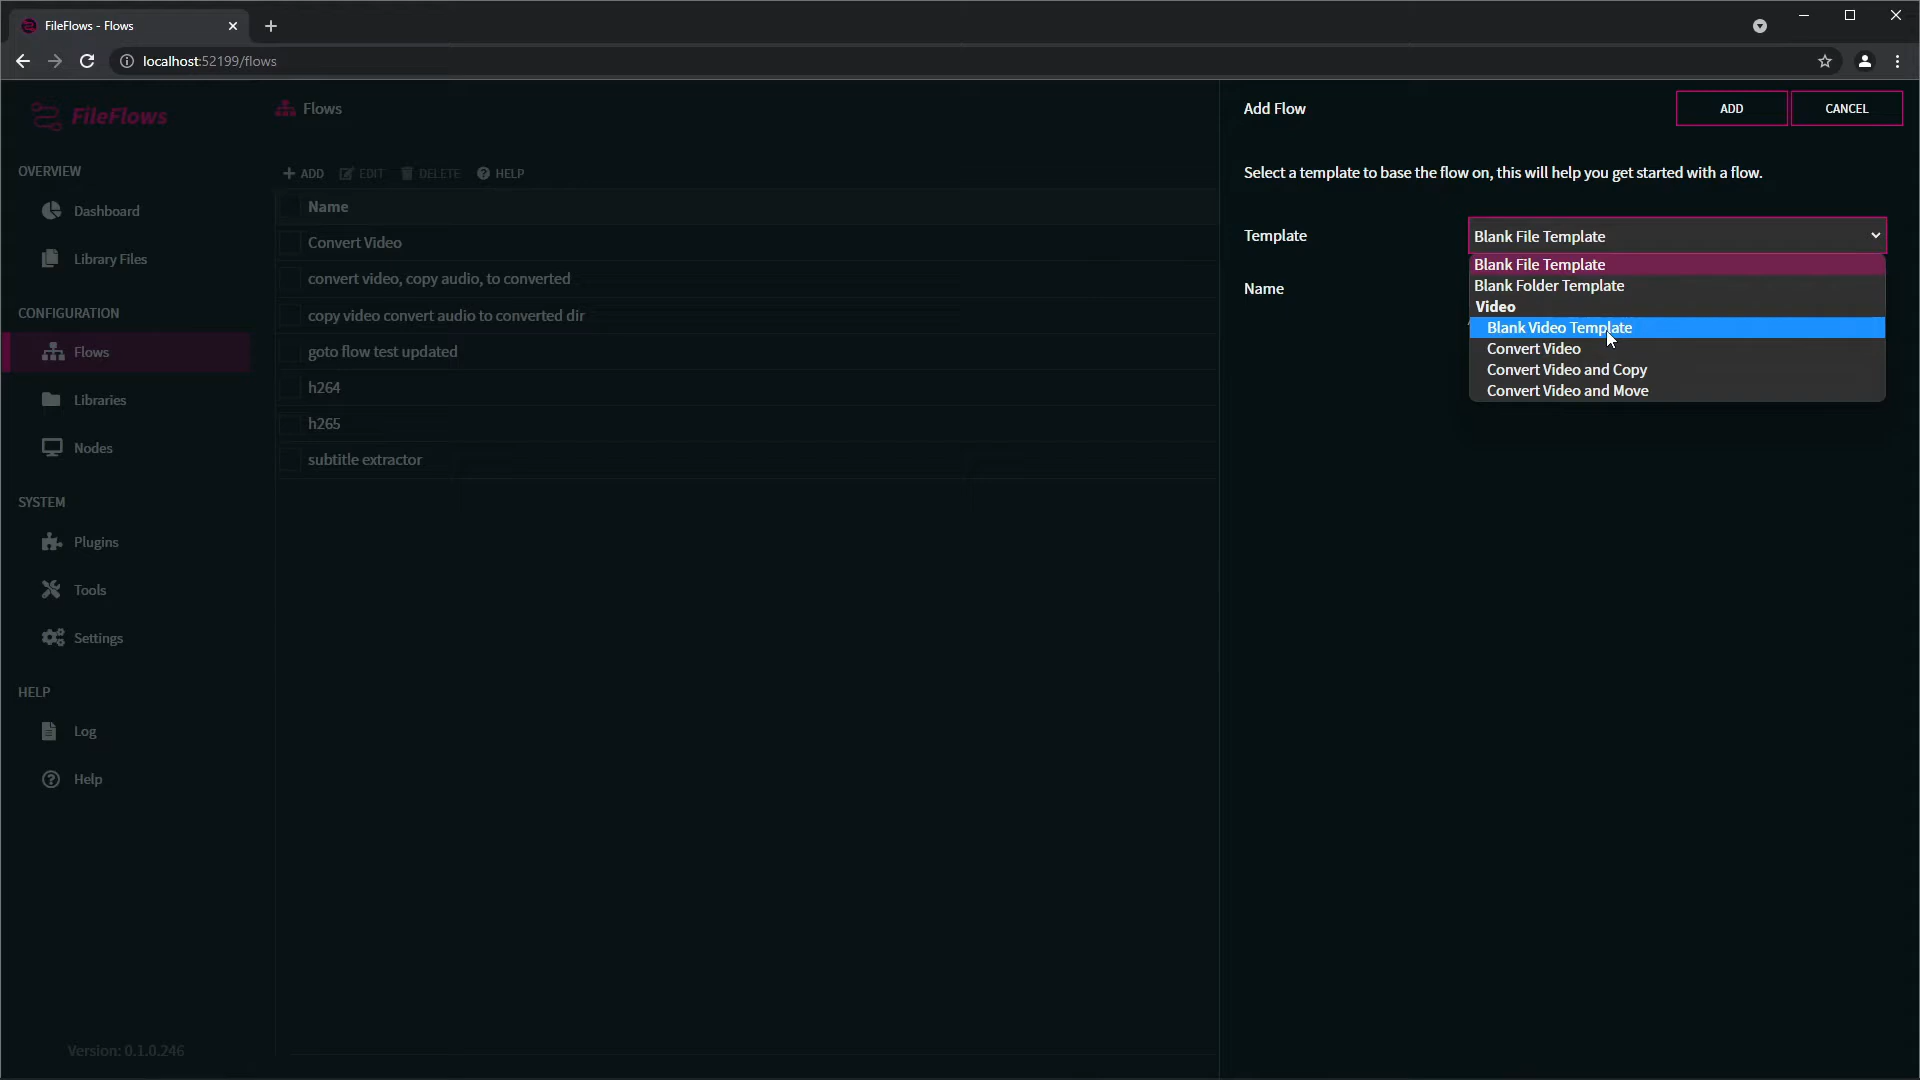 FileFlows - Flows
localhost:52199/flows
FileFlows
OVERVIEW
Dashboard
Library Files
CONFIGURATION
Flows
Libraries
Nodes
SYSTEM
Plugins
Tools
Settings
HELP
Log
Help
Version: 0.1.0.246
Flows
ADD EDIT DELETE HELP
Name
Convert Video
convert video, copy audio, to converted
copy video convert audio to converted dir
goto flow test updated
h264
h265
subtitle extractor
Add Flow
ADD CANCEL
Select a template to base the flow on, this will help you get started with a flow.
Template
Blank File Template
Name
Blank File Template
Blank Folder Template
Video
Blank Video Template
Convert Video
Convert Video and Copy
Convert Video and Move